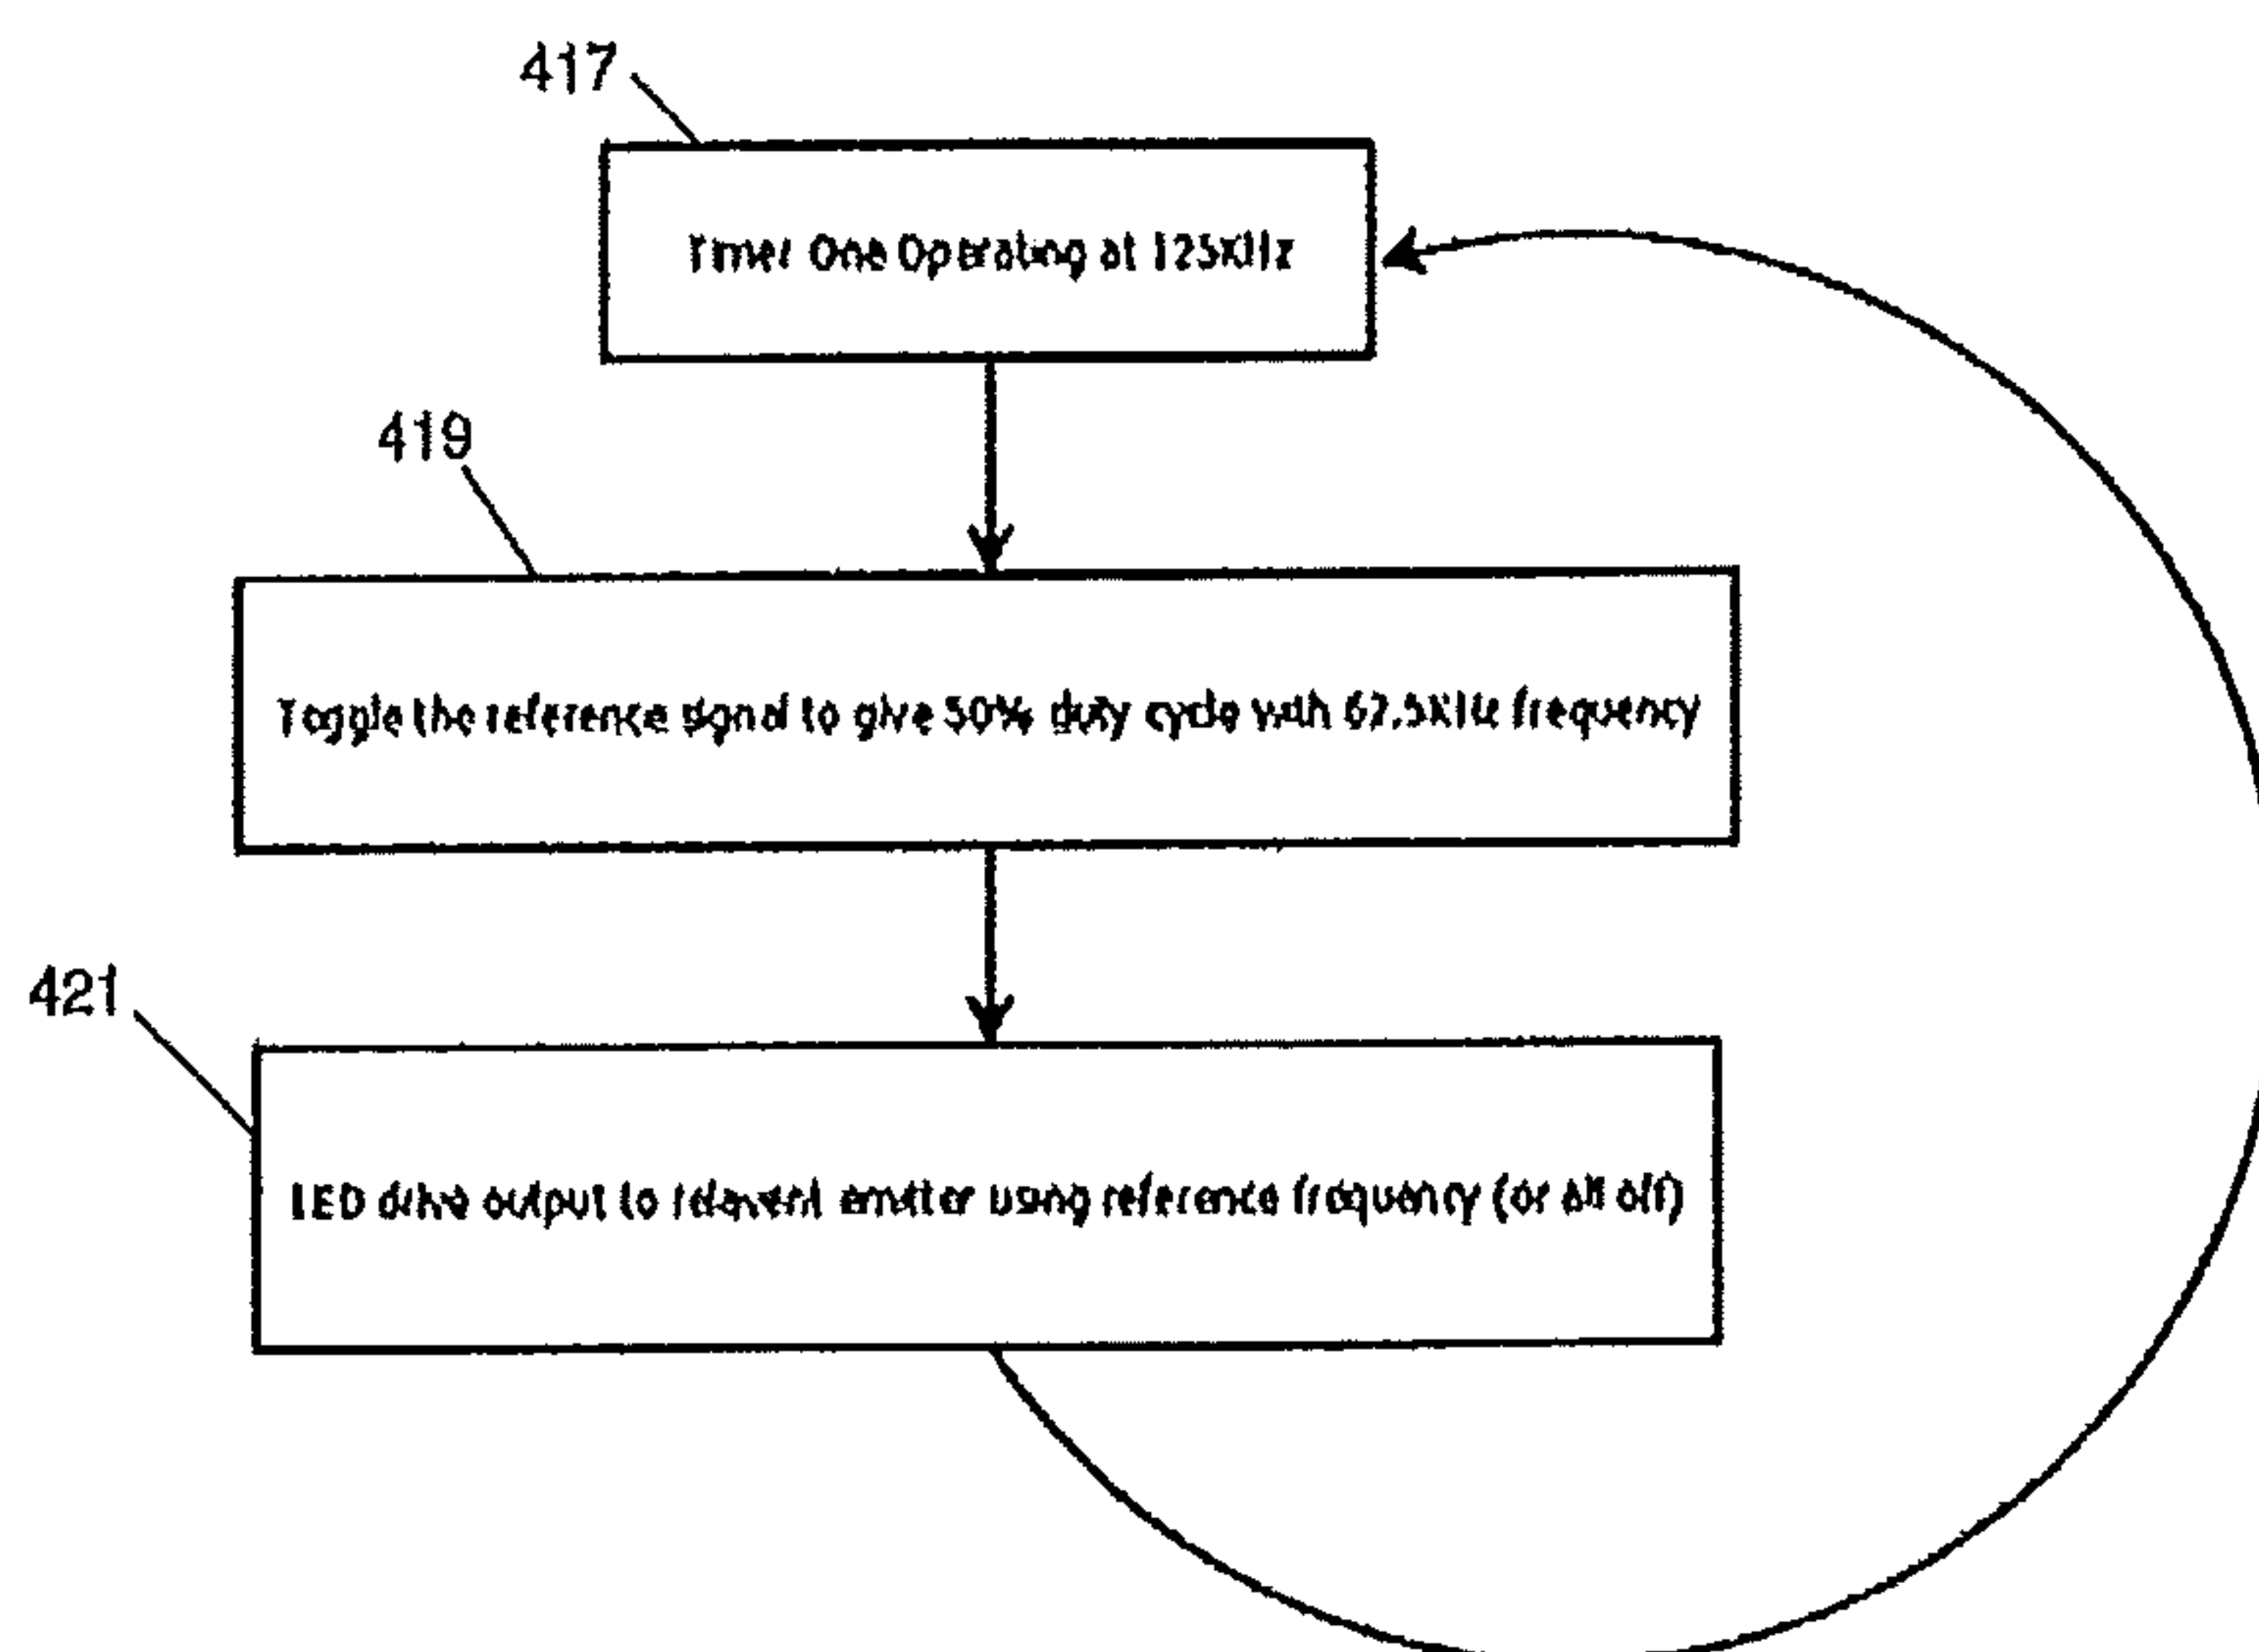 417
Timer One Operating at 125KHz
419
Toggle the reference signal to give 50% duty cycle with 62.5KHz frequency
421
LED drive output to relevant emitter using reference frequency (or all off)